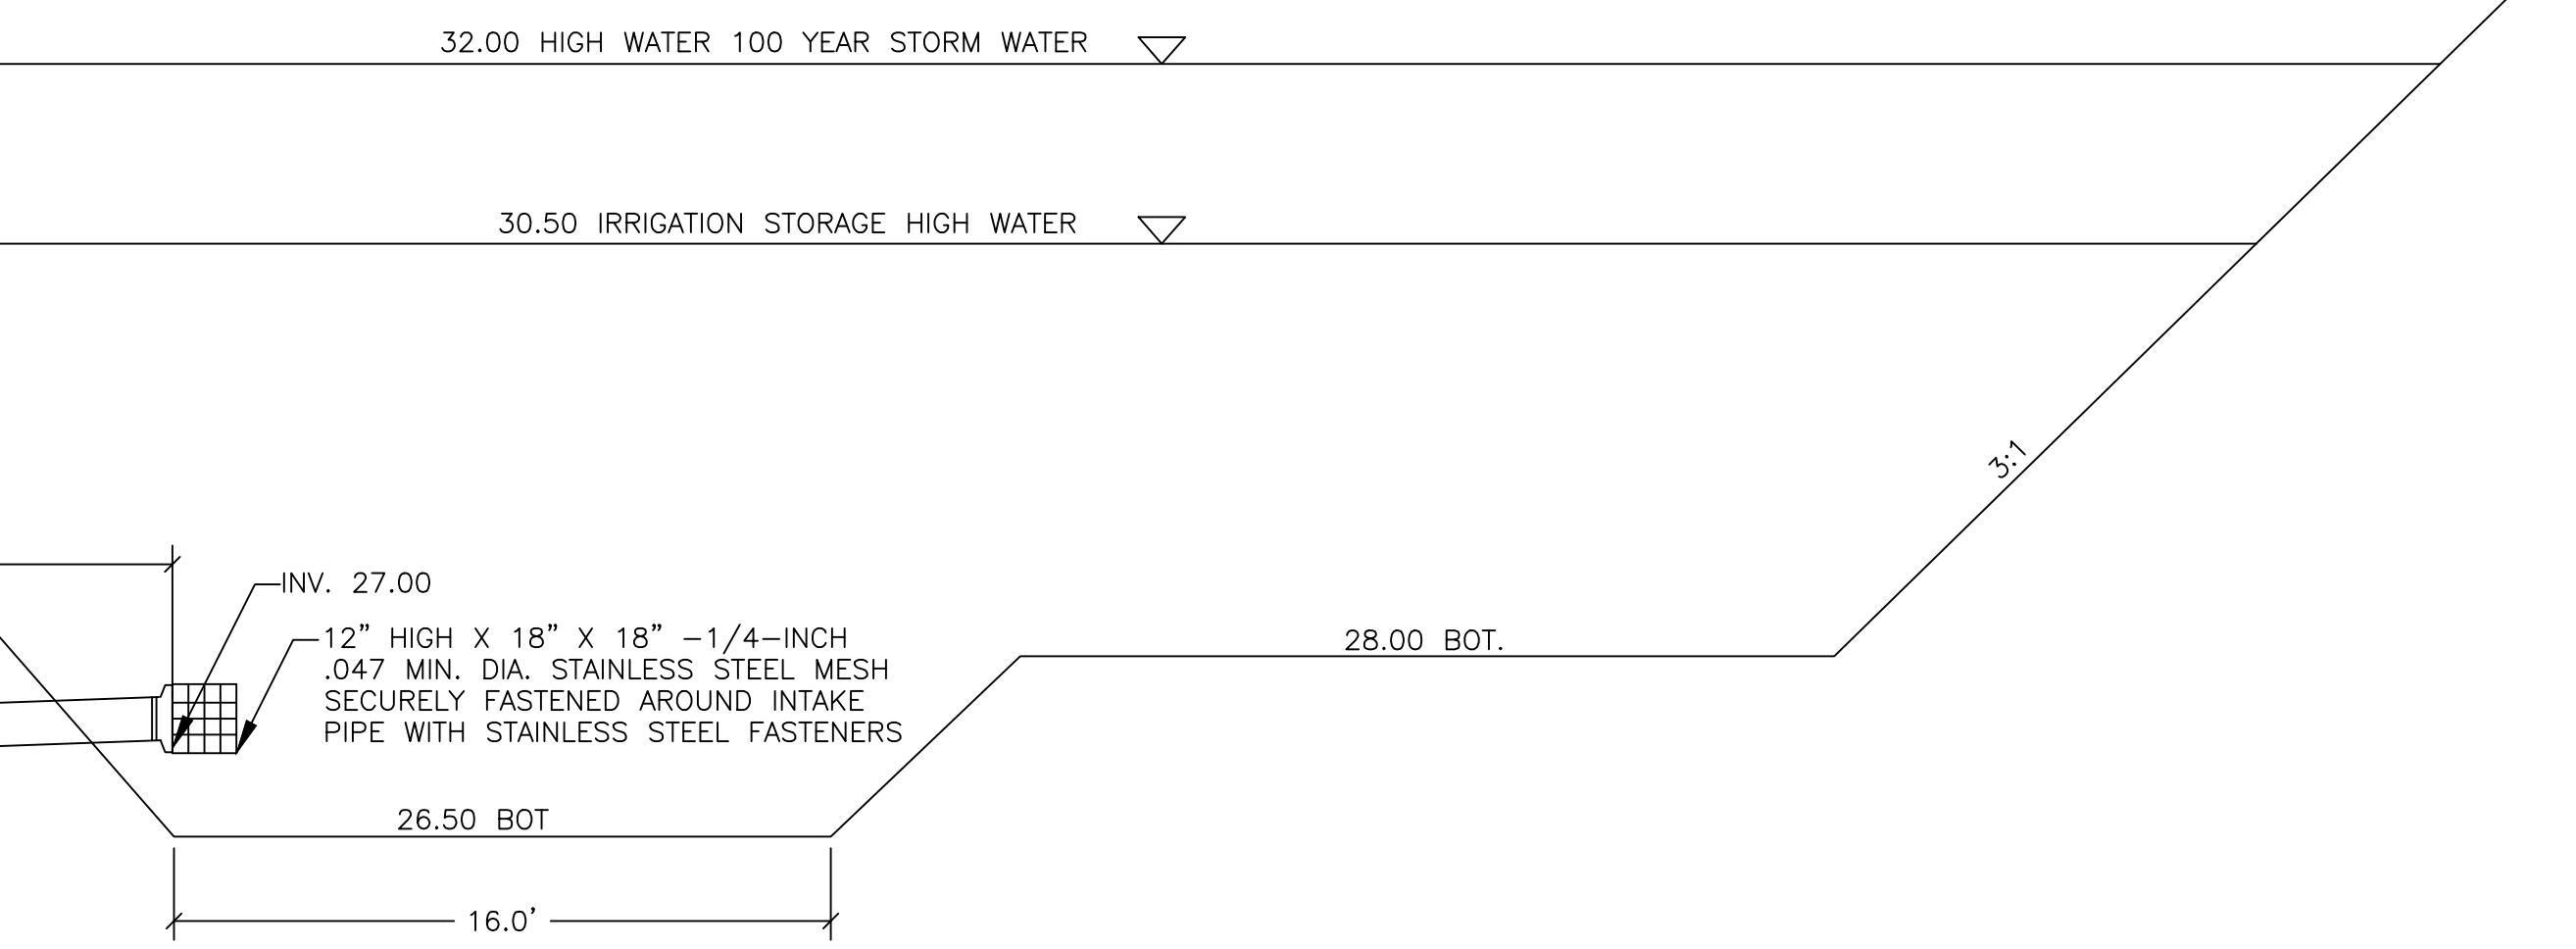 32.00 HIGH WATER 100 YEAR STORM WATER
30.50 IRRIGATION STORAGE HIGH WATER
3:1
INV. 27.00
12” HIGH X 18” X 18” -1/4-INCH
.047 MIN. DIA. STAINLESS STEEL MESH
SECURELY FASTENED AROUND INTAKE
PIPE WITH STAINLESS STEEL FASTENERS
28.00 BOT.
26.50 BOT
16.0’